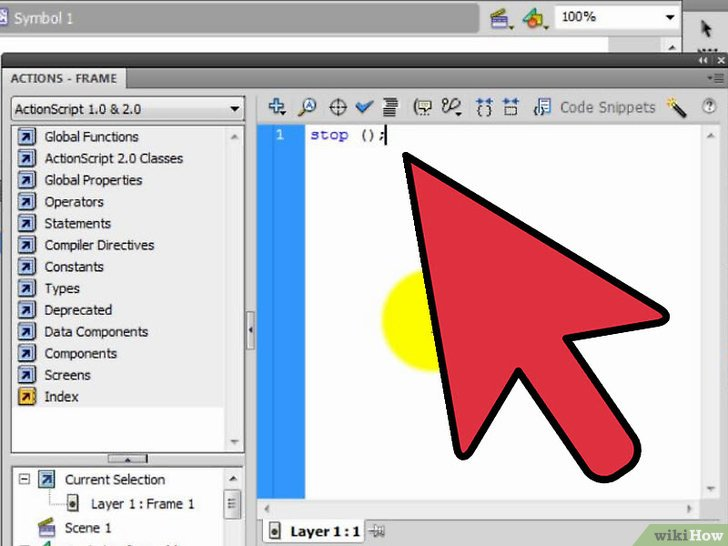 Symbol 1
100%
ACTIONS - FRAME
ActionScript 1.0 & 2.0
Code Snippets
Global Functions
ActionScript 2.0 Classes
Global Properties
Operators
Statements
Compiler Directives
Constants
Types
Deprecated
Data Components
Components
Screens
Index
1
stop ();
Current Selection
Layer 1 : Frame 1
Scene 1
Layer 1 : 1
wikiHow